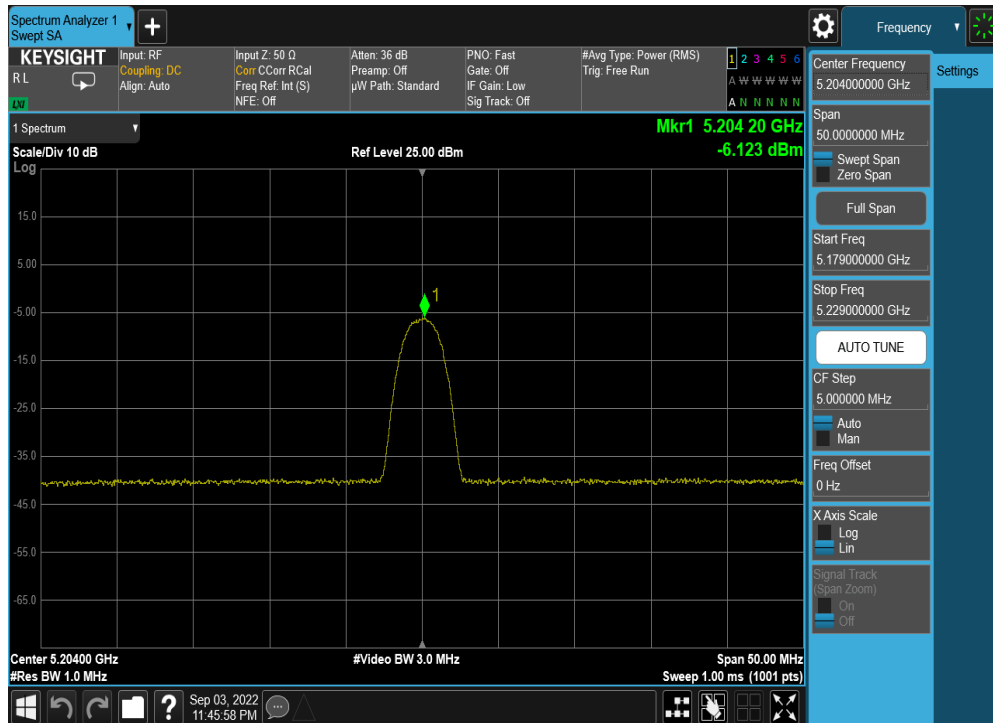 Spectrum Analyzer 1
Swept SA
+
Frequency
KEYSIGHT
R L
LXI
Input: RF
Coupling: DC
Align: Auto
Input Z: 50 Ω
Corr CCorr RCal
Freq Ref: Int (S)
NFE: Off
Atten: 36 dB
Preamp: Off
µW Path: Standard
PNO: Fast
Gate: Off
IF Gain: Low
Sig Track: Off
#Avg Type: Power (RMS)
Trig: Free Run
1 2 3 4 5 6
A W W W W W
A N N N N N
1 Spectrum
Mkr1 5.204 20 GHz
Scale/Div 10 dB
Ref Level 25.00 dBm
-6.123 dBm
Log
15.0
5.00
-5.00
-15.0
-25.0
-35.0
-45.0
-55.0
-65.0
1
Center 5.20400 GHz
#Video BW 3.0 MHz
Span 50.00 MHz
#Res BW 1.0 MHz
Sweep 1.00 ms (1001 pts)
?
Sep 03, 2022
11:45:58 PM
Center Frequency
5.204000000 GHz
Settings
Span
50.0000000 MHz
Swept Span
Zero Span
Full Span
Start Freq
5.179000000 GHz
Stop Freq
5.229000000 GHz
AUTO TUNE
CF Step
5.000000 MHz
Auto
Man
Freq Offset
0 Hz
X Axis Scale
Log
Lin
Signal Track
(Span Zoom)
On
Off